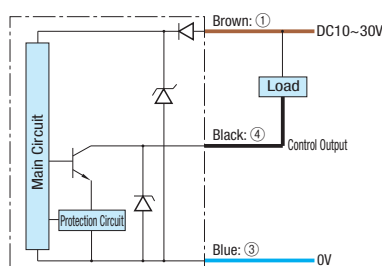 Brown: ①
DC10~30V
Load
Main Circuit
Black: ④
Control Output
Protection Circuit
Blue: ③
0V